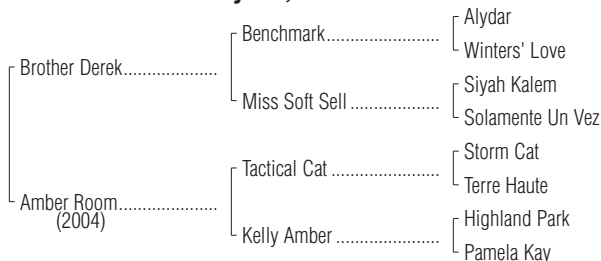 Alydar
Benchmark.......................
Winters' Love
Brother Derek....................
Siyah Kalem
Miss Soft Sell ...................
Solamente Un Vez
Storm Cat
Tactical Cat .......................
Terre Haute
Amber Room.....................
(2004)
Highland Park
Kelly Amber ......................
Pamela Kay